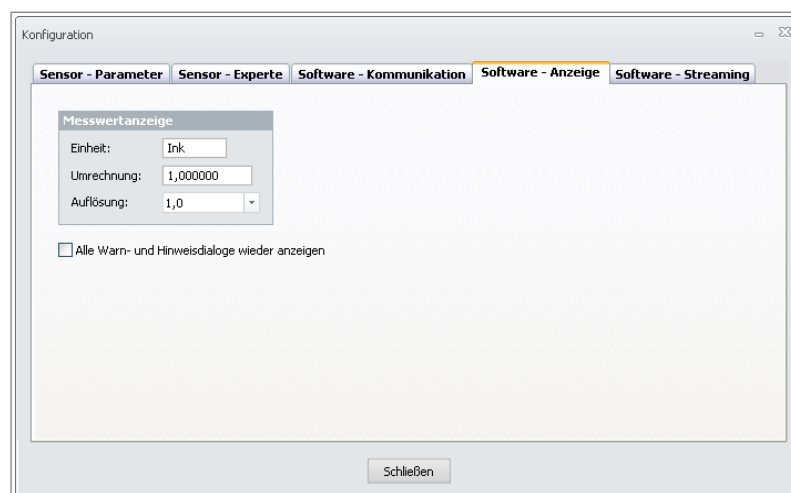 Konfiguration
Sensor - Parameter Sensor - Experte Software - Kommunikation Software - Anzeige Software - Streaming
Messwertanzeige
Einheit: Ink
Umrechnung: 1,000000
Auflösung: 1,0
Alle Warn- und Hinweisdialoge wieder anzeigen
Schließen